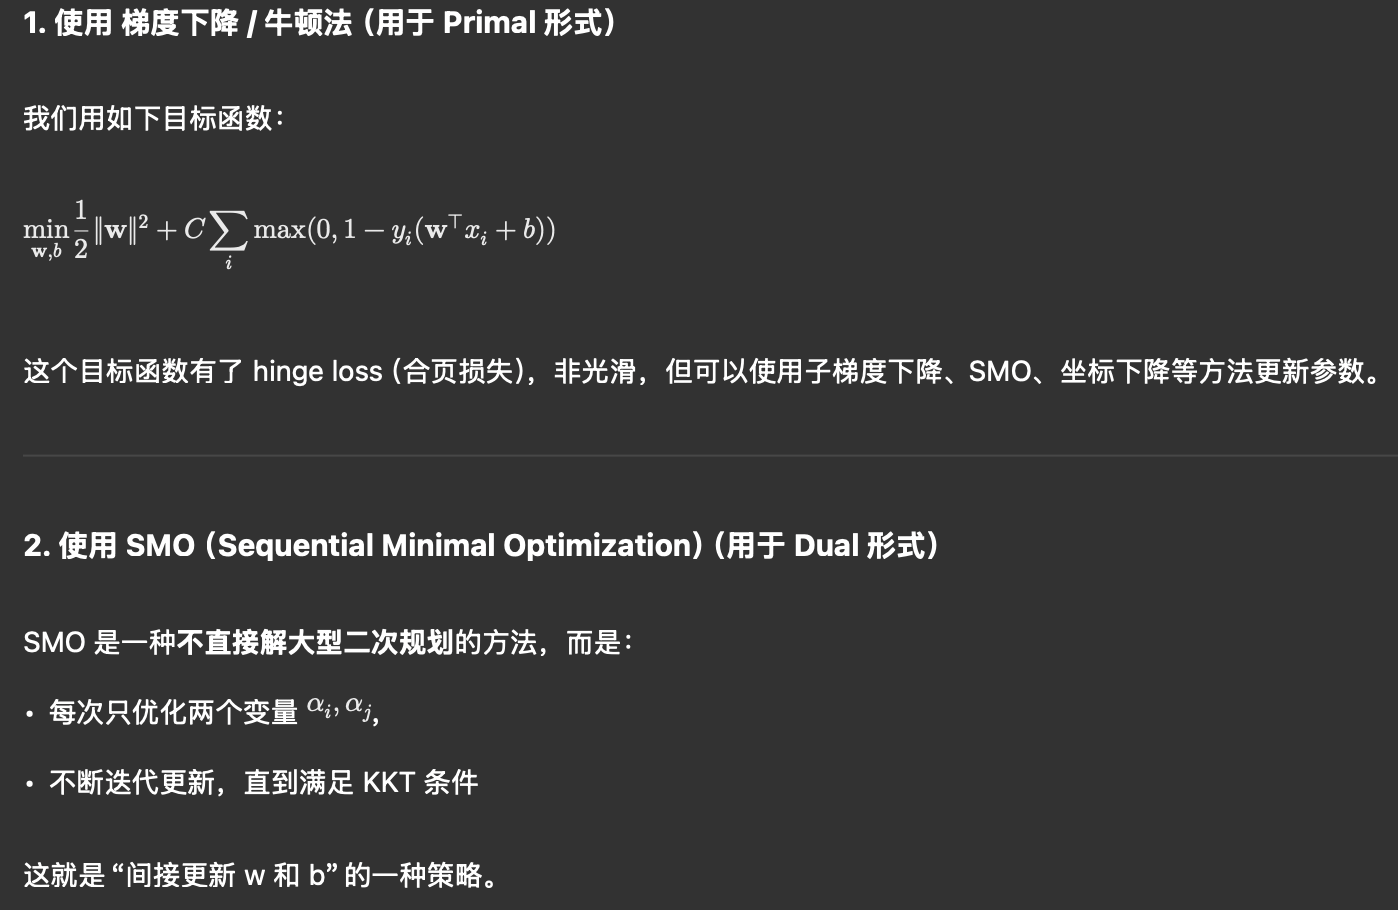 1. 使用 梯度下降 / 牛顿法（用于 Primal 形式）
我们用如下目标函数：
$$\min_{\mathbf{w},b} \frac{1}{2}\|\mathbf{w}\|^2 + C\sum_i \max(0, 1 - y_i(\mathbf{w}^\top x_i + b))$$
这个目标函数有了 hinge loss（合页损失），非光滑，但可以使用子梯度下降、SMO、坐标下降等方法更新参数。
2. 使用 SMO（Sequential Minimal Optimization）（用于 Dual 形式）
SMO 是一种不直接解大型二次规划的方法，而是：
• 每次只优化两个变量 $\alpha_i, \alpha_j$,
• 不断迭代更新，直到满足 KKT 条件
这就是 “间接更新 w 和 b” 的一种策略。